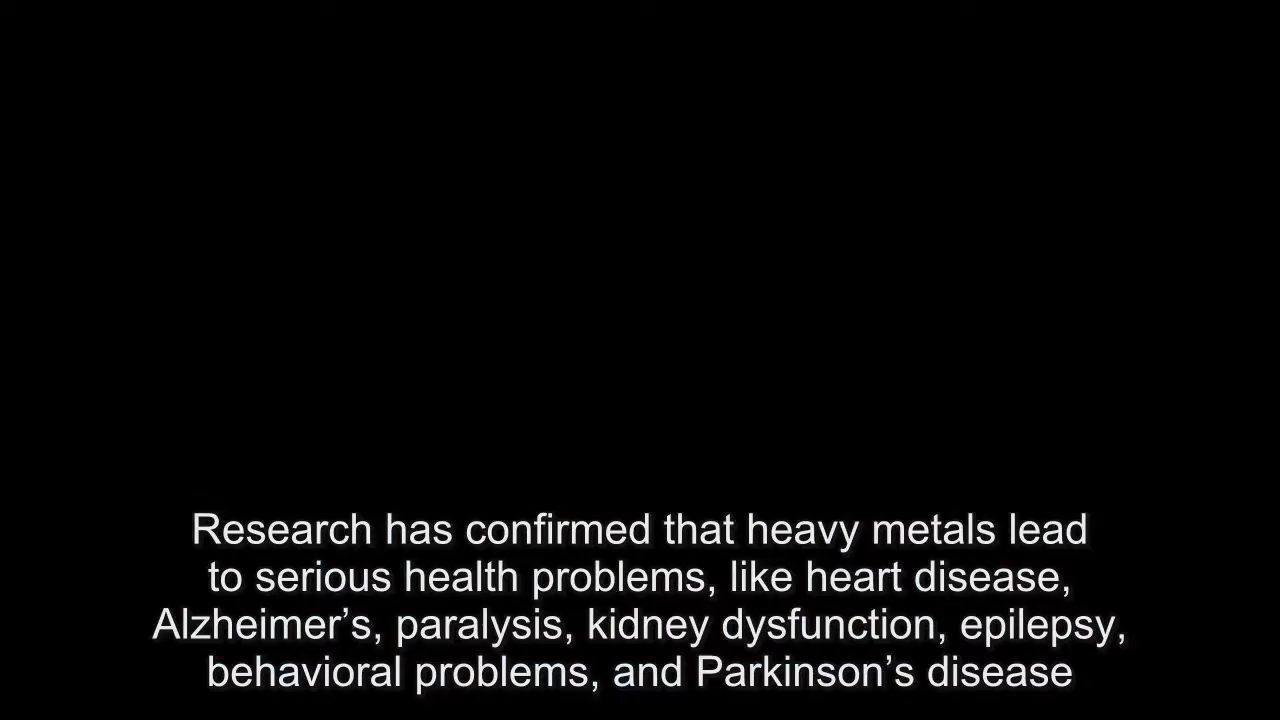 Research has confirmed that heavy metals lead
to serious health problems, like heart disease,
Alzheimer’s, paralysis, kidney dysfunction, epilepsy,
behavioral problems, and Parkinson’s disease